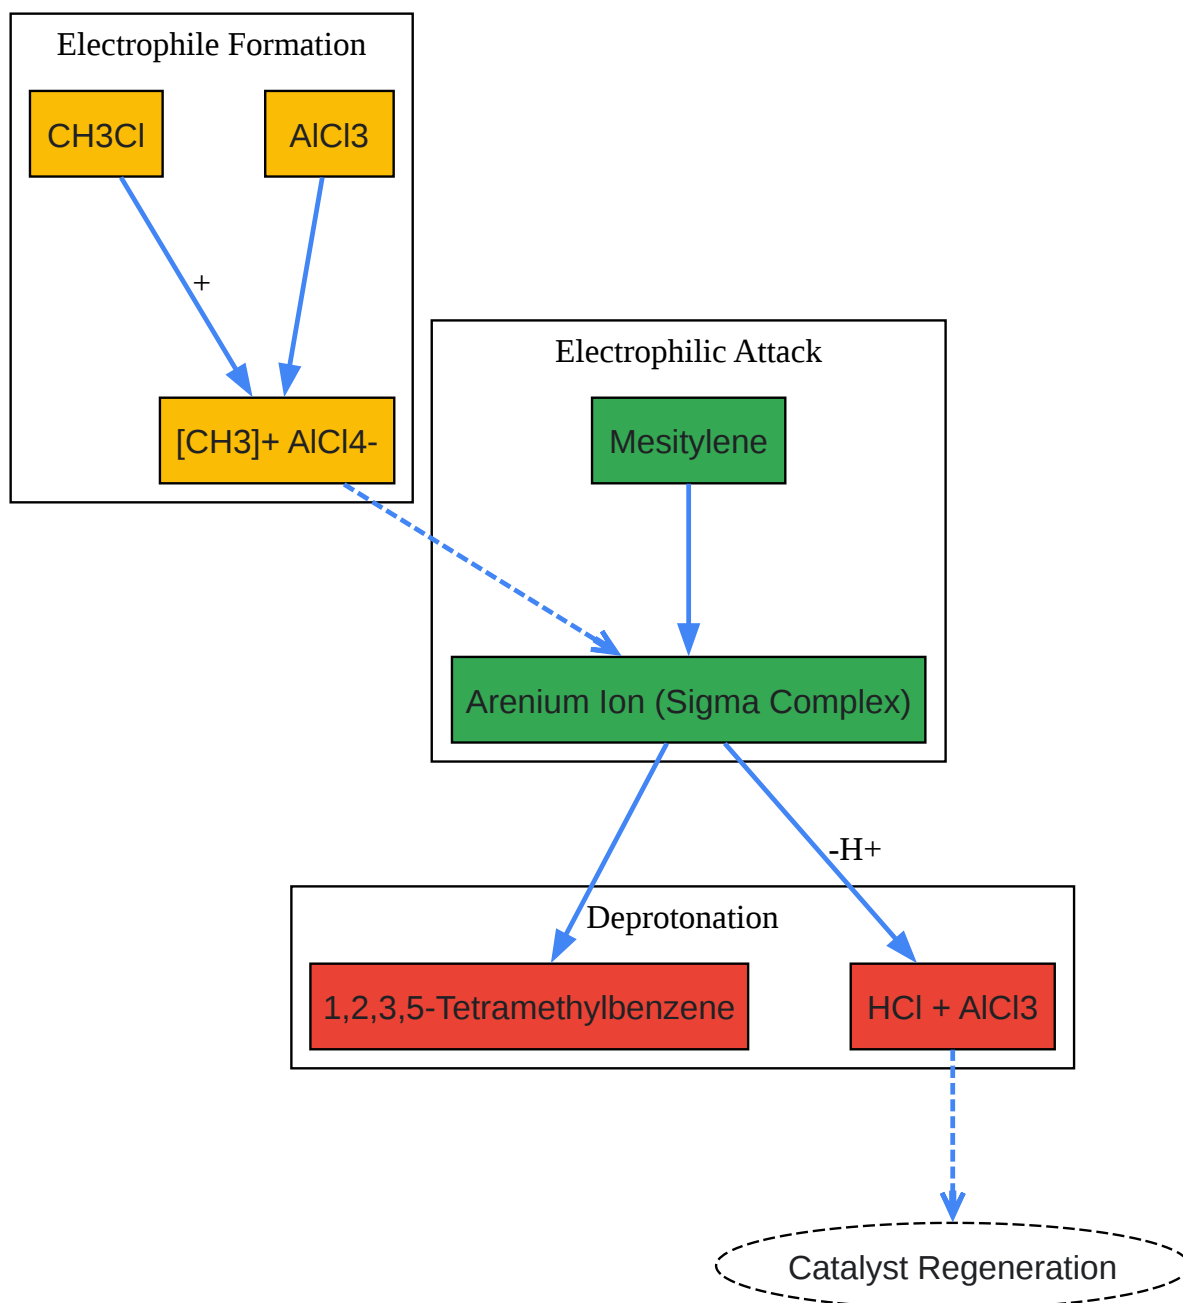 Electrophile Formation
CH3Cl
AlCl3
+
[CH3]+ AlCl4-
Electrophilic Attack
Mesitylene
Arenium Ion (Sigma Complex)
-H+
Deprotonation
1,2,3,5-Tetramethylbenzene
HCl + AlCl3
Catalyst Regeneration